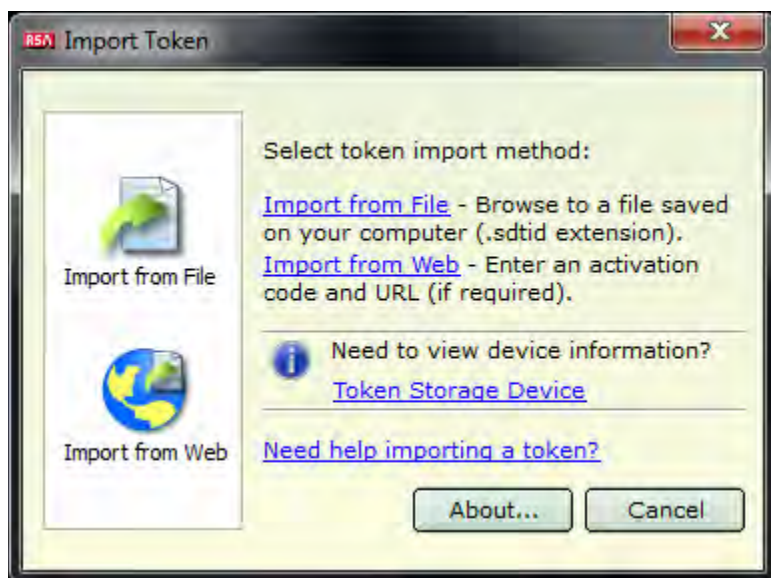 RSA Import Token
Select token import method:
Import from File - Browse to a file saved
on your computer (.sdtid extension).
Import from Web - Enter an activation
code and URL (if required).
Import from File
Need to view device information?
Token Storage Device
Import from Web
Need help importing a token?
About...
Cancel